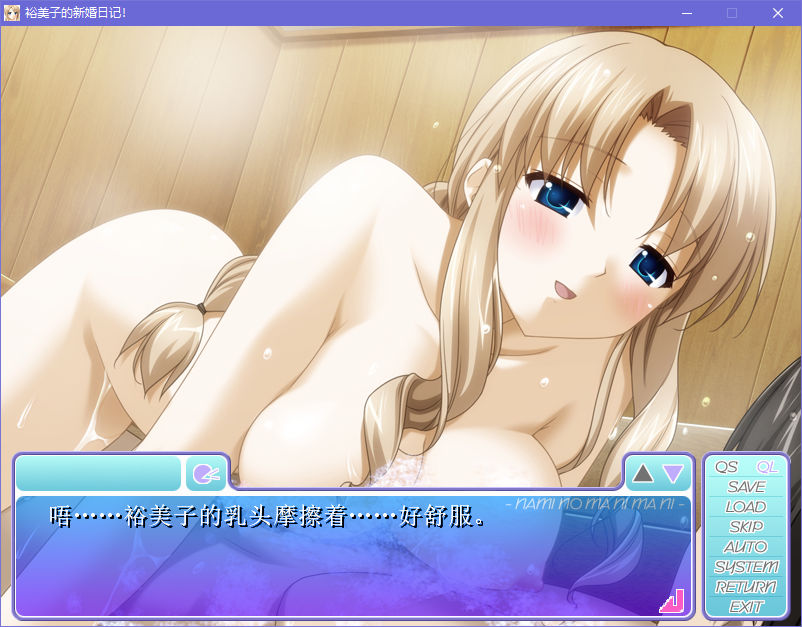 裕美子的新婚日记!
- NAMI NO MA NI MA NI -
唔……裕美子的乳头摩擦着……好舒服。
QS QL
SAVE
LOAD
SKIP
AUTO
SYSTEM
RETURN
EXIT